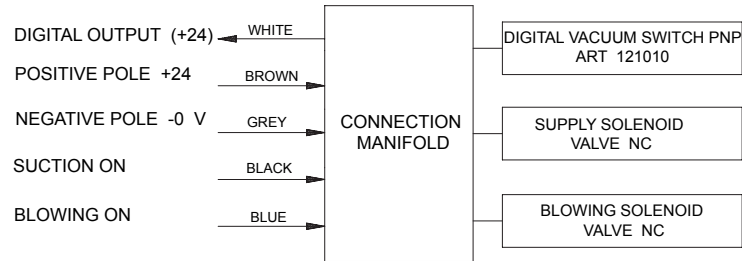 DIGITAL OUTPUT (+24)
WHITE
POSITIVE POLE +24
BROWN
NEGATIVE POLE -0 V
GREY
SUCTION ON
BLACK
BLOWING ON
BLUE
CONNECTION
MANIFOLD
DIGITAL VACUUM SWITCH PNP
ART 121010
SUPPLY SOLENOID
VALVE NC
BLOWING SOLENOID
VALVE NC